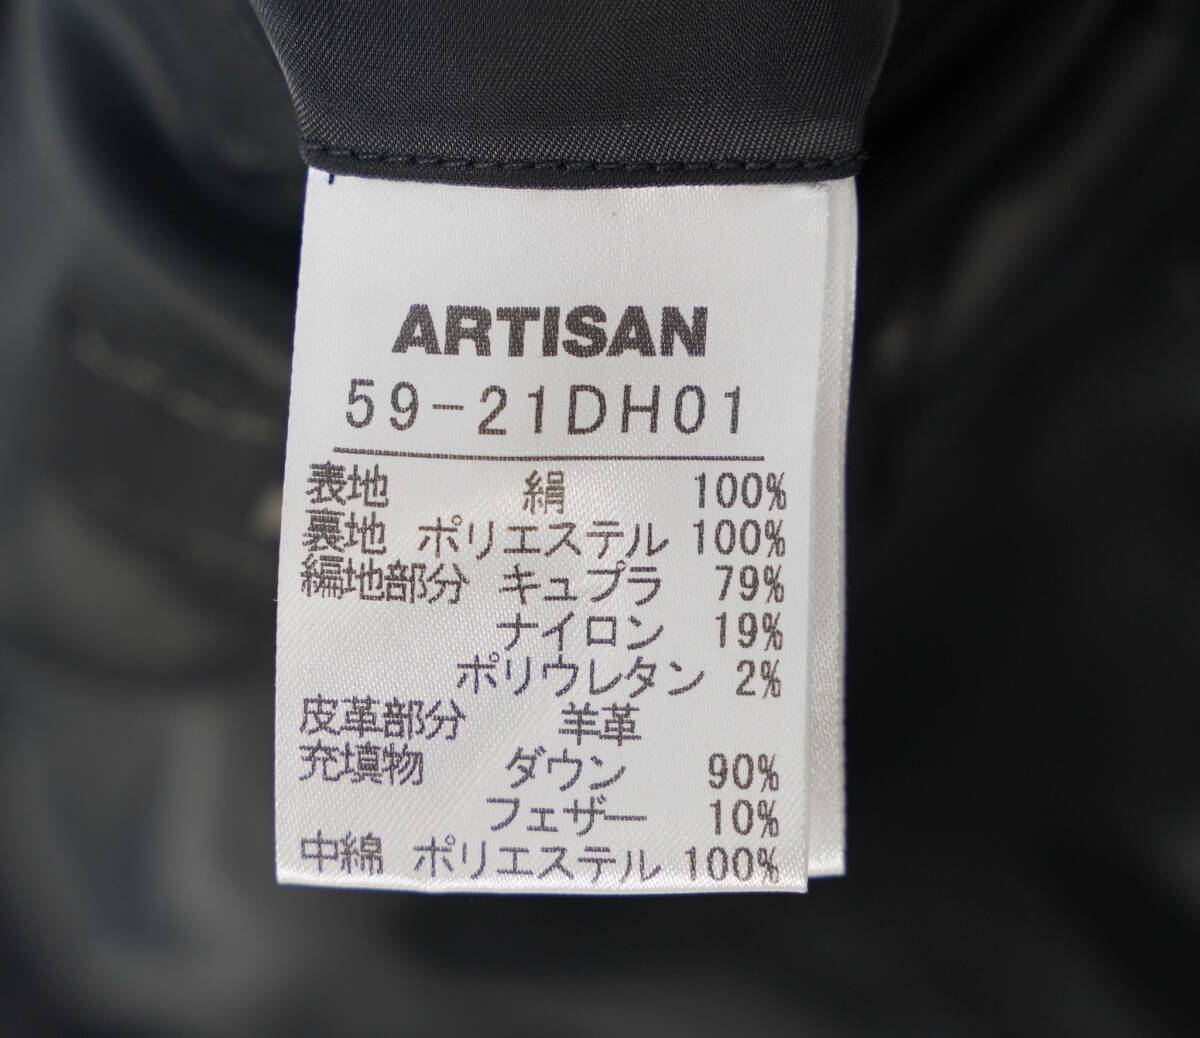 ARTISAN
59-21DH01
表地 絹 100%
裏地 ポリエステル 100%
編地部分 キュプラ 79%
ナイロン 19%
ポリウレタン 2%
皮革部分 羊革
充填物 ダウン 90%
フェザー 10%
中綿 ポリエステル 100%